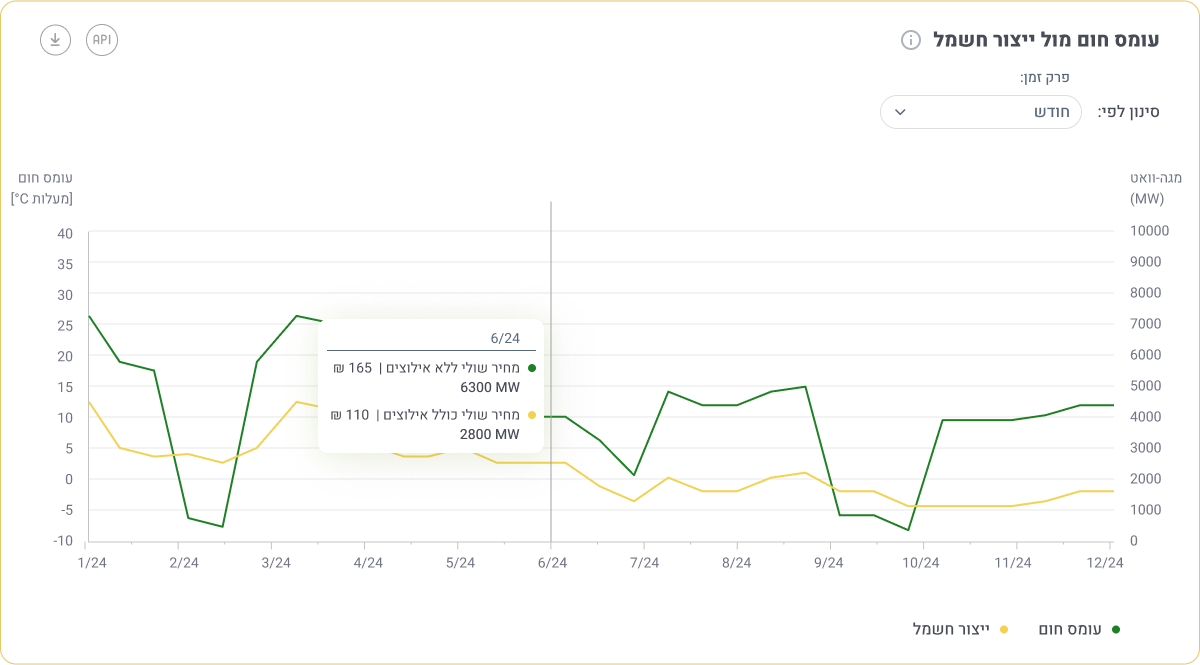 עומס חום מול ייצור חשמל
API
פרק זמן:
סינון לפי:
חודש
מגה-וואט
(MW)
עומס חום
[מעלות C°]
10000
9000
8000
7000
6000
5000
4000
3000
2000
1000
0
40
35
30
25
20
15
10
5
0
-5
-10
6/24
מחיר שולי ללא אילוצים | 165 ₪
6300 MW
מחיר שולי כולל אילוצים | 110 ₪
2800 MW
1/24 2/24 3/24 4/24 5/24 6/24 7/24 8/24 9/24 10/24 11/24 12/24
עומס חום
ייצור חשמל